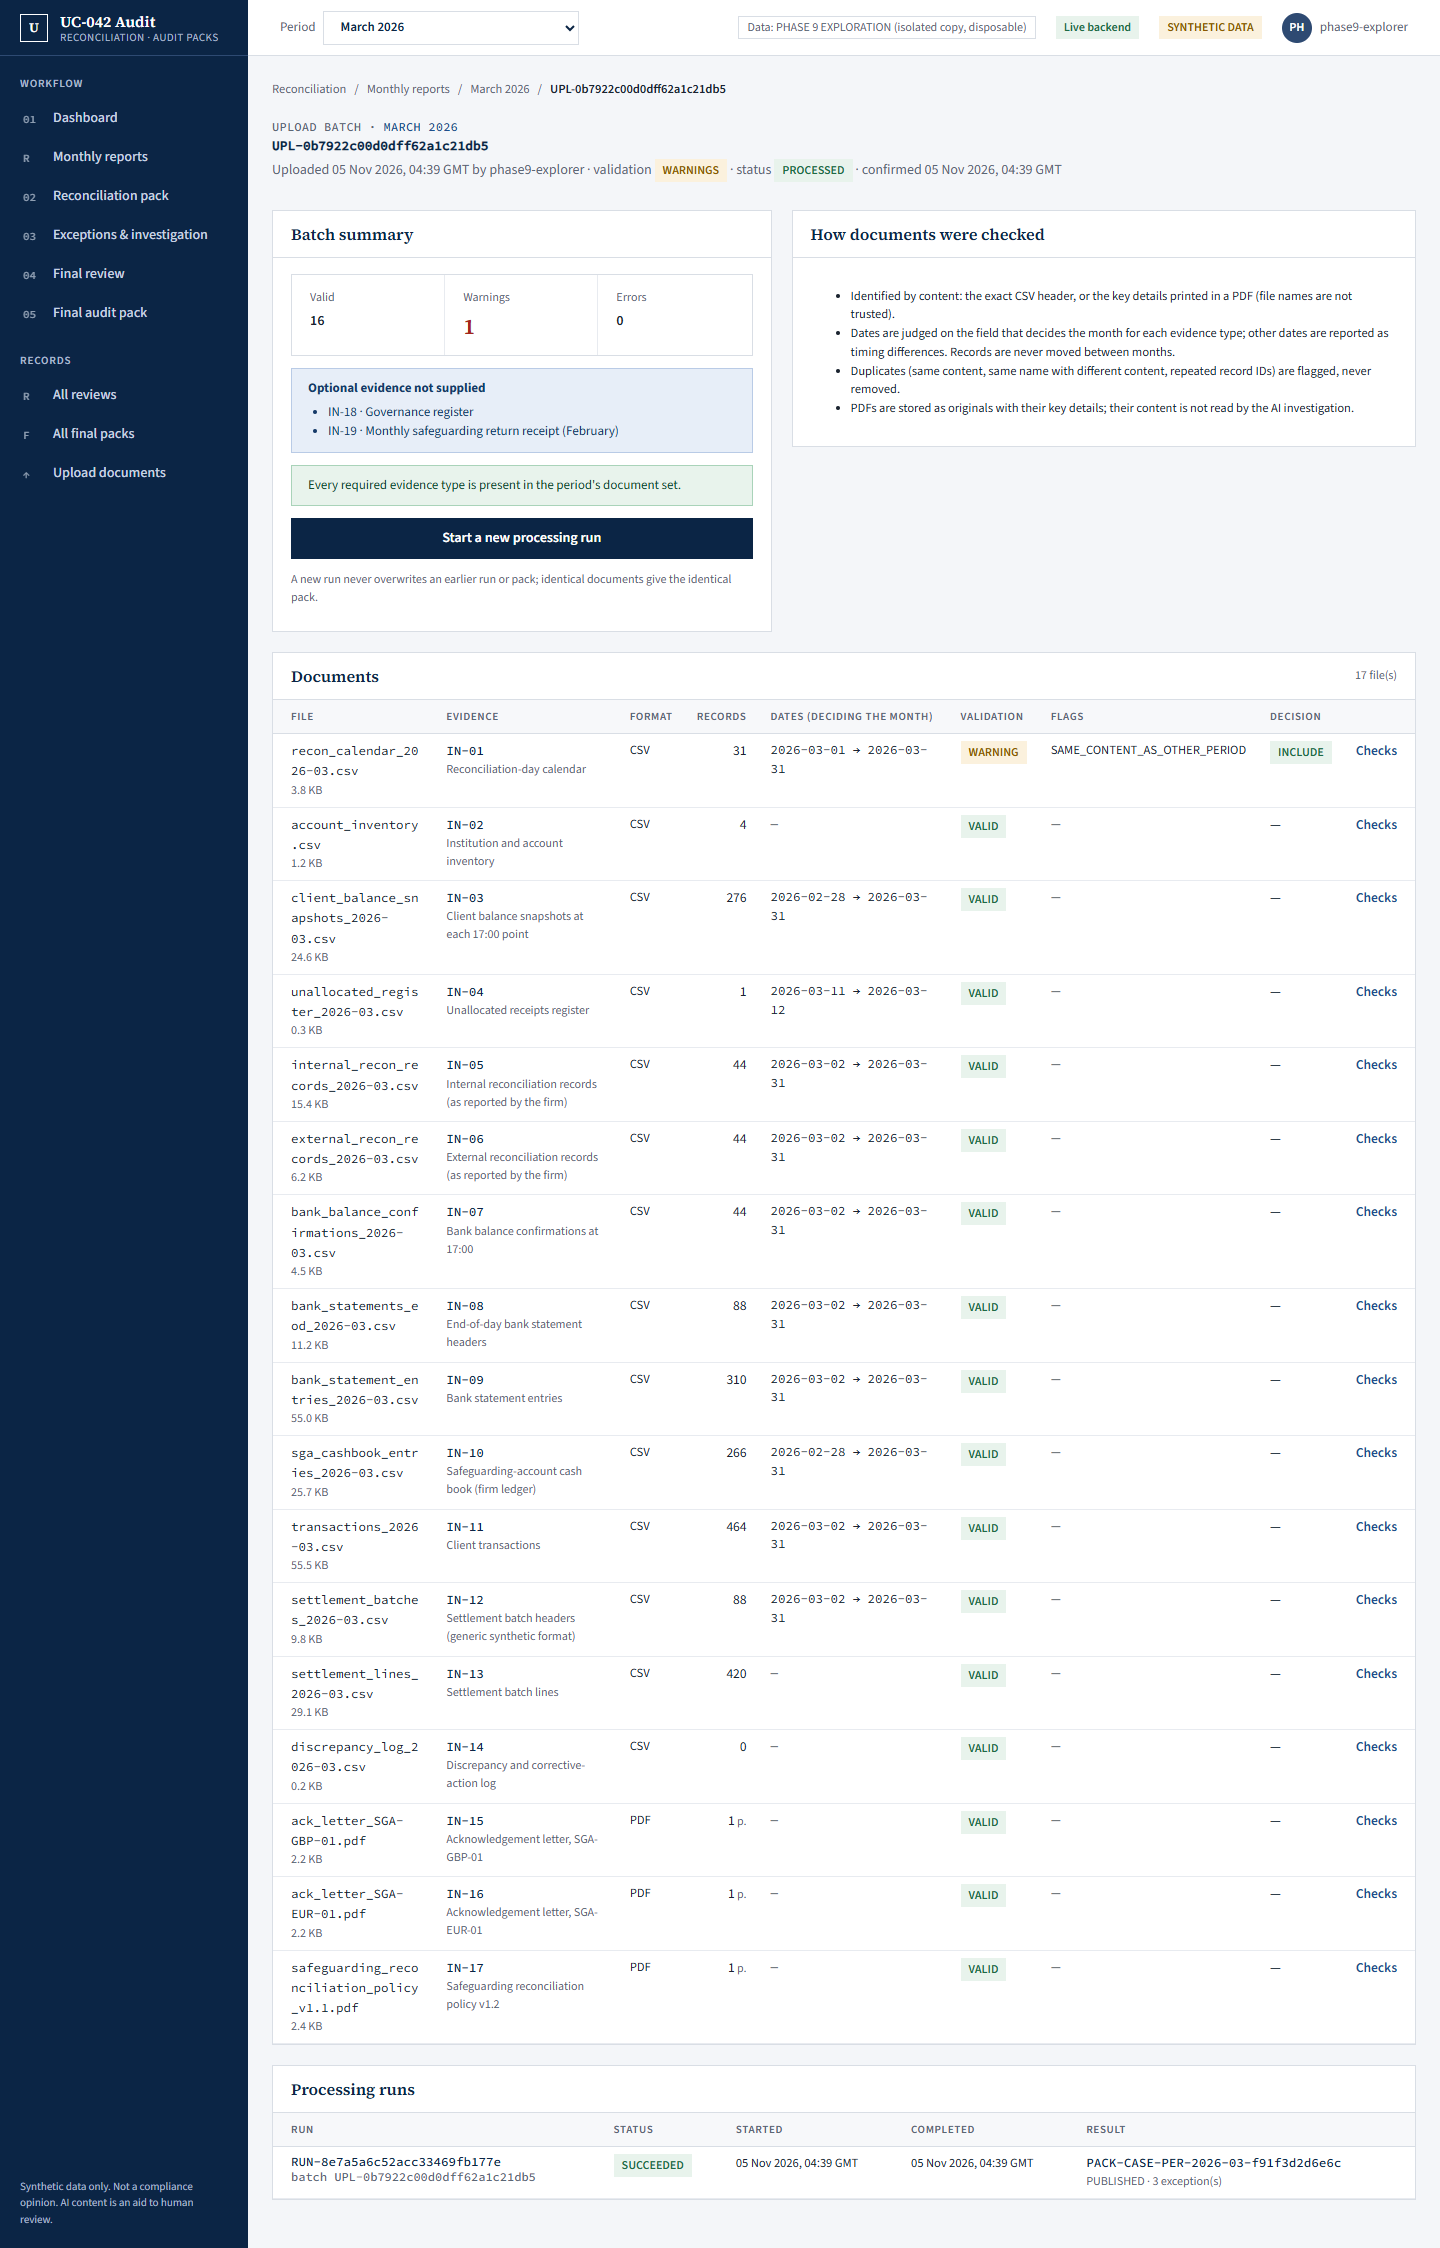 U
UC-042 Audit
RECONCILIATION · AUDIT PACKS
Period
March 2026
Data: PHASE 9 EXPLORATION (isolated copy, disposable)
Live backend
SYNTHETIC DATA
PH
phase9-explorer
WORKFLOW
01 Dashboard
R Monthly reports
02 Reconciliation pack
03 Exceptions & investigation
04 Final review
05 Final audit pack
RECORDS
R All reviews
F All final packs
↑ Upload documents
Synthetic data only. Not a compliance
opinion. AI content is an aid to human
review.
Reconciliation / Monthly reports / March 2026 / UPL-0b7922c00d0dff62a1c21db5
UPLOAD BATCH · MARCH 2026
UPL-0b7922c00d0dff62a1c21db5
Uploaded 05 Nov 2026, 04:39 GMT by phase9-explorer · validation WARNINGS · status PROCESSED · confirmed 05 Nov 2026, 04:39 GMT
Batch summary
Valid
16
Warnings
1
Errors
0
Optional evidence not supplied
• IN-18 · Governance register
• IN-19 · Monthly safeguarding return receipt (February)
Every required evidence type is present in the period's document set.
Start a new processing run
A new run never overwrites an earlier run or pack; identical documents give the identical
pack.
How documents were checked
• Identified by content: the exact CSV header, or the key details printed in a PDF (file names are not
trusted).
• Dates are judged on the field that decides the month for each evidence type; other dates are reported as
timing differences. Records are never moved between months.
• Duplicates (same content, same name with different content, repeated record IDs) are flagged, never
removed.
• PDFs are stored as originals with their key details; their content is not read by the AI investigation.
Documents
17 file(s)
FILE EVIDENCE FORMAT RECORDS DATES (DECIDING THE MONTH) VALIDATION FLAGS DECISION
recon_calendar_20 IN-01 CSV 31 2026-03-01 → 2026-03- WARNING SAME_CONTENT_AS_OTHER_PERIOD INCLUDE Checks
26-03.csv Reconciliation-day calendar 31
3.8 KB
account_inventory IN-02 CSV 4 — VALID — — Checks
.csv Institution and account
1.2 KB inventory
client_balance_sn IN-03 CSV 276 2026-02-28 → 2026-03- VALID — — Checks
apshots_2026- Client balance snapshots at 31
03.csv each 17:00 point
24.6 KB
unallocated_regis IN-04 CSV 1 2026-03-11 → 2026-03- VALID — — Checks
ter_2026-03.csv Unallocated receipts register 12
0.3 KB
internal_recon_re IN-05 CSV 44 2026-03-02 → 2026-03- VALID — — Checks
cords_2026-03.csv Internal reconciliation records 31
15.4 KB (as reported by the firm)
external_recon_re IN-06 CSV 44 2026-03-02 → 2026-03- VALID — — Checks
cords_2026-03.csv External reconciliation records 31
6.2 KB (as reported by the firm)
bank_balance_conf IN-07 CSV 44 2026-03-02 → 2026-03- VALID — — Checks
irmations_2026- Bank balance confirmations at 31
03.csv 17:00
4.5 KB
bank_statements_e IN-08 CSV 88 2026-03-02 → 2026-03- VALID — — Checks
od_2026-03.csv End-of-day bank statement 31
11.2 KB headers
bank_statement_en IN-09 CSV 310 2026-03-02 → 2026-03- VALID — — Checks
tries_2026-03.csv Bank statement entries 31
55.0 KB
sga_cashbook_entr IN-10 CSV 266 2026-02-28 → 2026-03- VALID — — Checks
ies_2026-03.csv Safeguarding-account cash 31
25.7 KB book (firm ledger)
transactions_2026 IN-11 CSV 464 2026-03-02 → 2026-03- VALID — — Checks
-03.csv Client transactions 31
55.5 KB
settlement_batche IN-12 CSV 88 2026-03-02 → 2026-03- VALID — — Checks
s_2026-03.csv Settlement batch headers 31
9.8 KB (generic synthetic format)
settlement_lines_ IN-13 CSV 420 — VALID — — Checks
2026-03.csv Settlement batch lines
29.1 KB
discrepancy_log_2 IN-14 CSV 0 — VALID — — Checks
026-03.csv Discrepancy and corrective-
0.2 KB action log
ack_letter_SGA- IN-15 PDF 1 p. — VALID — — Checks
GBP-01.pdf Acknowledgement letter, SGA-
2.2 KB GBP-01
ack_letter_SGA- IN-16 PDF 1 p. — VALID — — Checks
EUR-01.pdf Acknowledgement letter, SGA-
2.2 KB EUR-01
safeguarding_reco IN-17 PDF 1 p. — VALID — — Checks
nciliation_policy Safeguarding reconciliation
_v1.1.pdf policy v1.2
2.4 KB
Processing runs
RUN STATUS STARTED COMPLETED RESULT
RUN-8e7a5a6c52acc33469fb177e SUCCEEDED 05 Nov 2026, 04:39 GMT 05 Nov 2026, 04:39 GMT PACK-CASE-PER-2026-03-f91f3d2d6e6c
batch UPL-0b7922c00d0dff62a1c21db5 PUBLISHED · 3 exception(s)